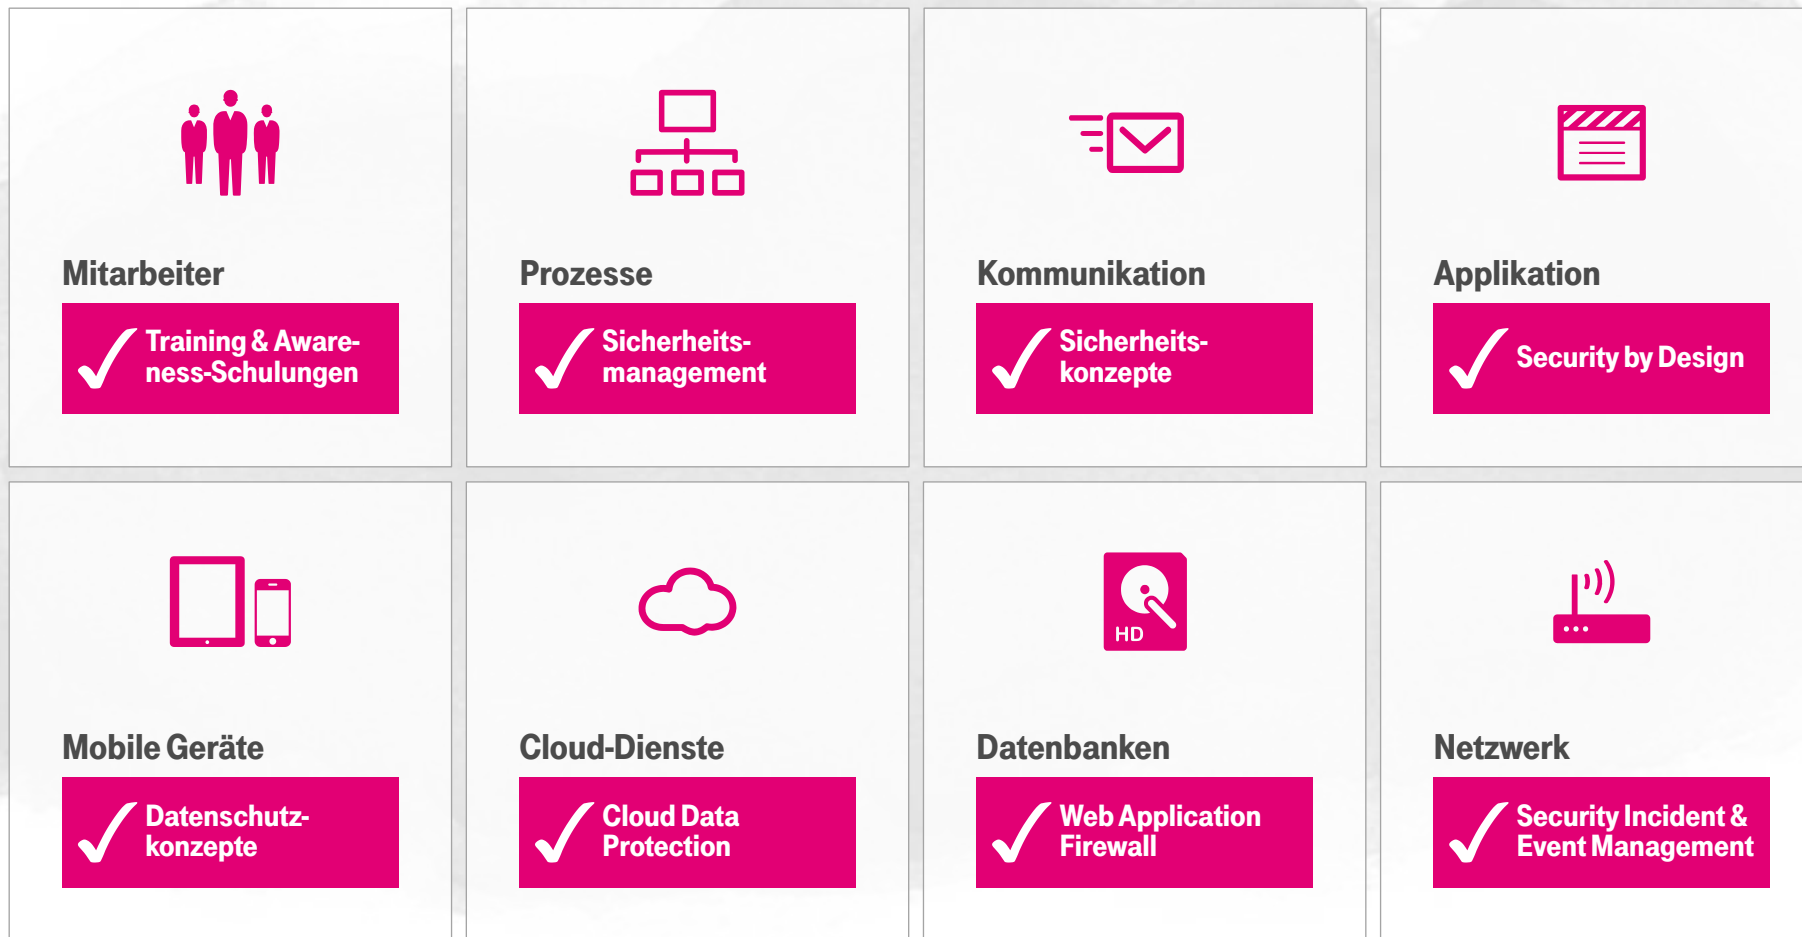 Mitarbeiter
Training & Aware-
ness-Schulungen
Prozesse
Sicherheits-
management
Kommunikation
Sicherheits-
konzepte
Applikation
Security by Design
Mobile Geräte
Datenschutz-
konzepte
Cloud-Dienste
Cloud Data
Protection
HD
Datenbanken
Web Application
Firewall
Netzwerk
Security Incident &
Event Management